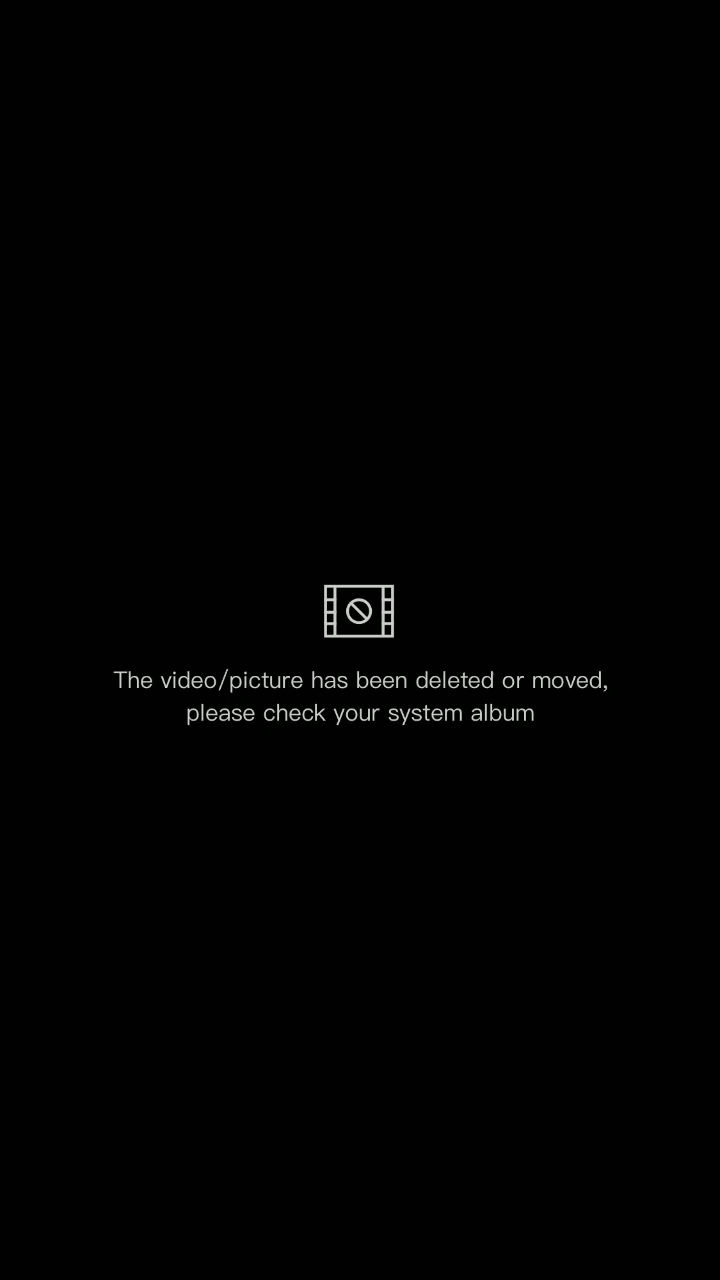 The video/picture has been deleted or moved,
please check your system album